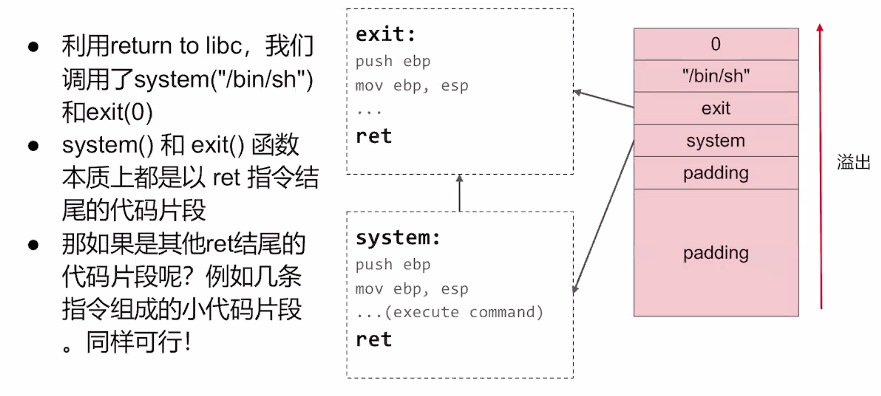 ● 利用return to libc，我们
调用了system("/bin/sh")
和exit(0)
● system() 和 exit() 函数
本质上都是以 ret 指令结
尾的代码片段
● 那如果是其他ret结尾的
代码片段呢？例如几条
指令组成的小代码片段
。同样可行！
exit:
push ebp
mov ebp, esp
...
ret
system:
push ebp
mov ebp, esp
...(execute command)
ret
0
"/bin/sh"
exit
system
padding
padding
溢出